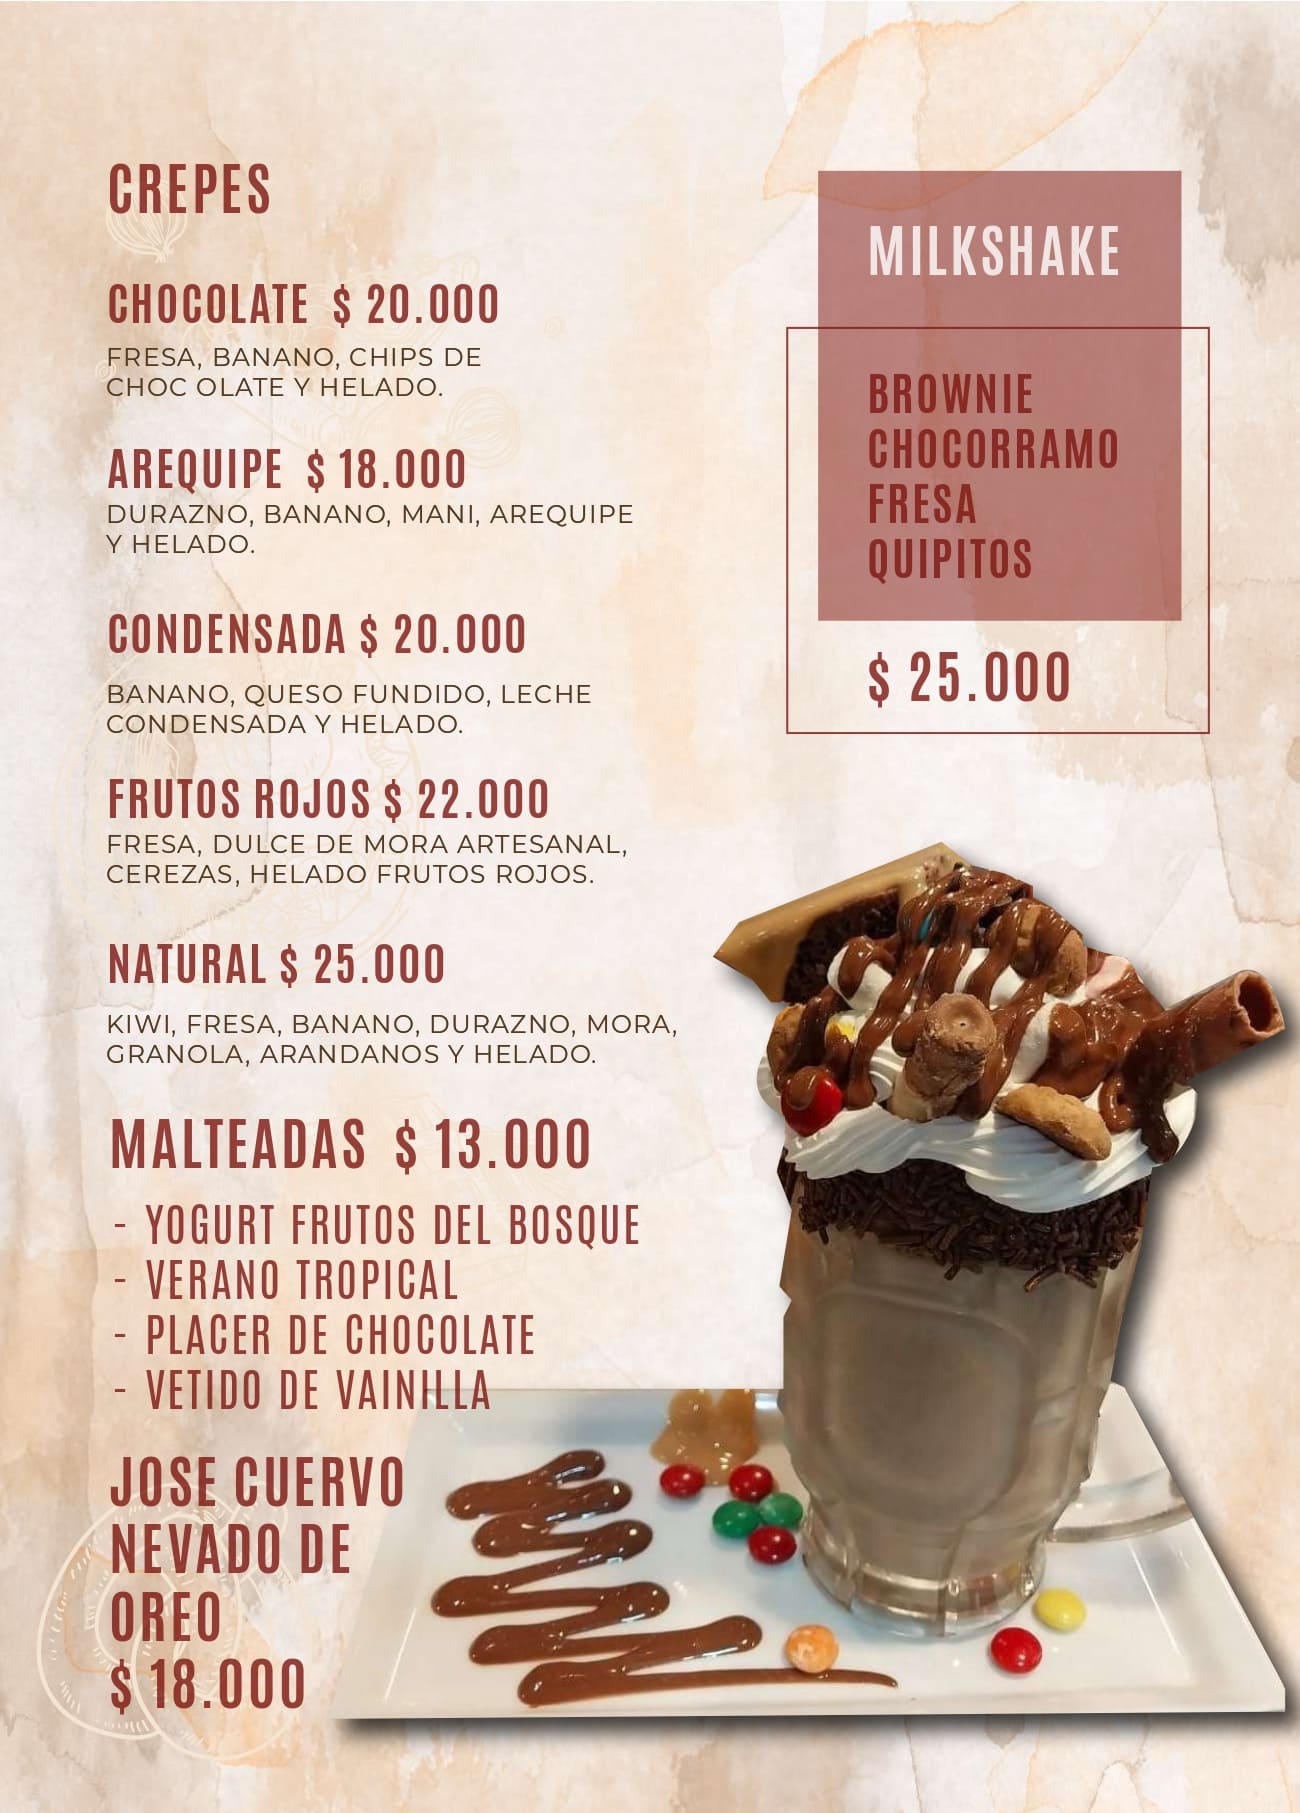 CREPES
CHOCOLATE $ 20.000
FRESA, BANANO, CHIPS DE
CHOC OLATE Y HELADO.
AREQUIPE $ 18.000
DURAZNO, BANANO, MANI, AREQUIPE
Y HELADO.
CONDENSADA $ 20.000
BANANO, QUESO FUNDIDO, LECHE
CONDENSADA Y HELADO.
FRUTOS ROJOS $ 22.000
FRESA, DULCE DE MORA ARTESANAL,
CEREZAS, HELADO FRUTOS ROJOS.
NATURAL $ 25.000
KIWI, FRESA, BANANO, DURAZNO, MORA,
GRANOLA, ARANDANOS Y HELADO.
MALTEADAS $ 13.000
- YOGURT FRUTOS DEL BOSQUE
- VERANO TROPICAL
- PLACER DE CHOCOLATE
- VETIDO DE VAINILLA
JOSE CUERVO
NEVADO DE
OREO
$ 18.000
MILKSHAKE
BROWNIE
CHOCORRAMO
FRESA
QUIPITOS
$ 25.000